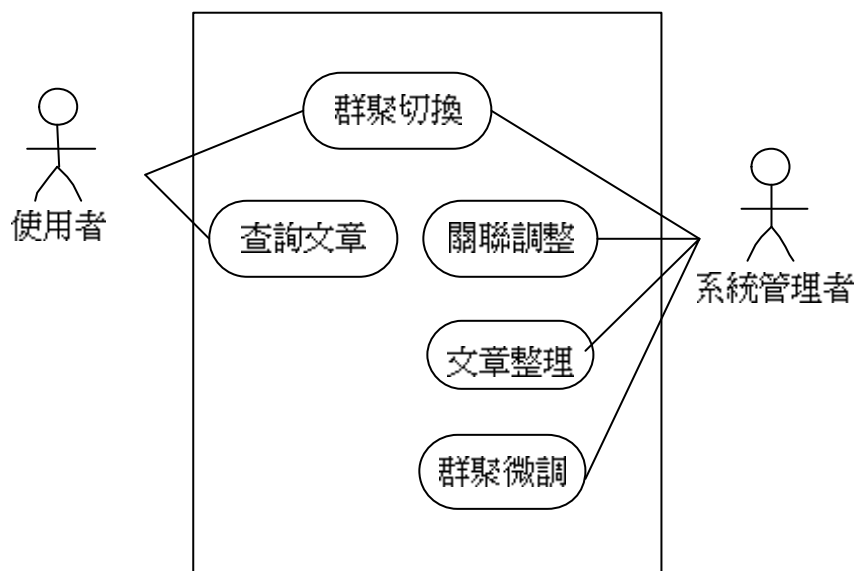 群聚切換
使用者
查詢文章
關聯調整
系統管理者
文章整理
群聚微調